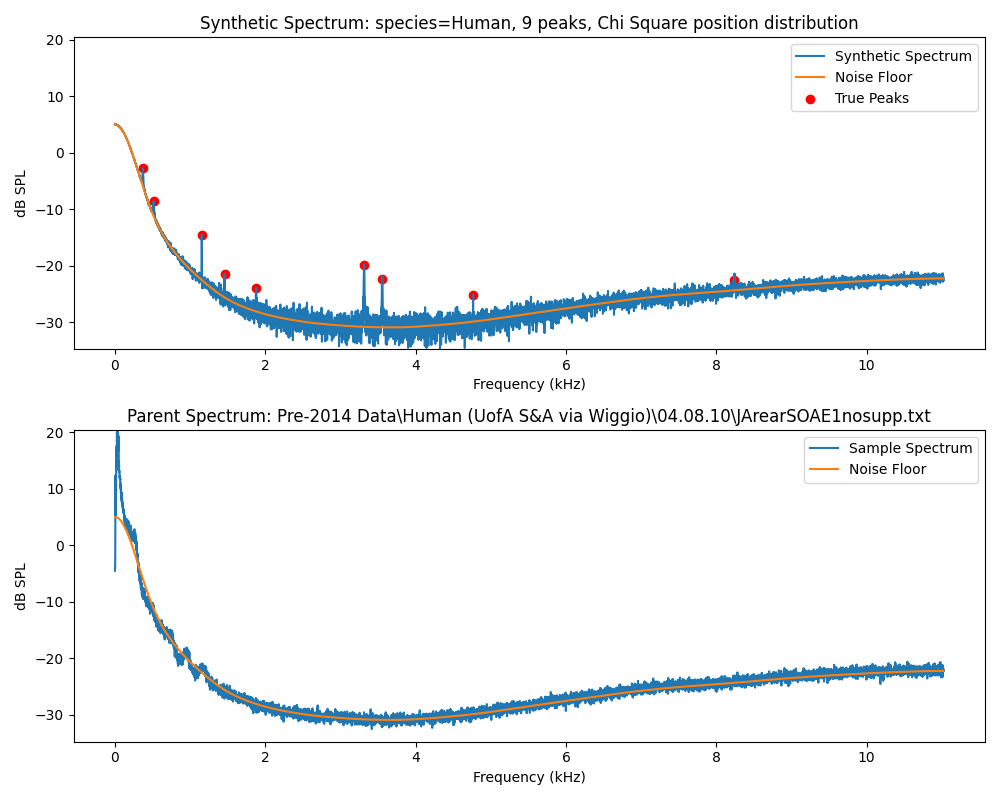 Synthetic Spectrum: species=Human, 9 peaks, Chi Square position distribution
20
10
0
−10
−20
−30
dB SPL
Synthetic Spectrum
Noise Floor
True Peaks
0 2 4 6 8 10
Frequency (kHz)
Parent Spectrum: Pre-2014 Data\Human (UofA S&A via Wiggio)\04.08.10\JArearSOAE1nosupp.txt
20
10
0
−10
−20
−30
dB SPL
Sample Spectrum
Noise Floor
0 2 4 6 8 10
Frequency (kHz)